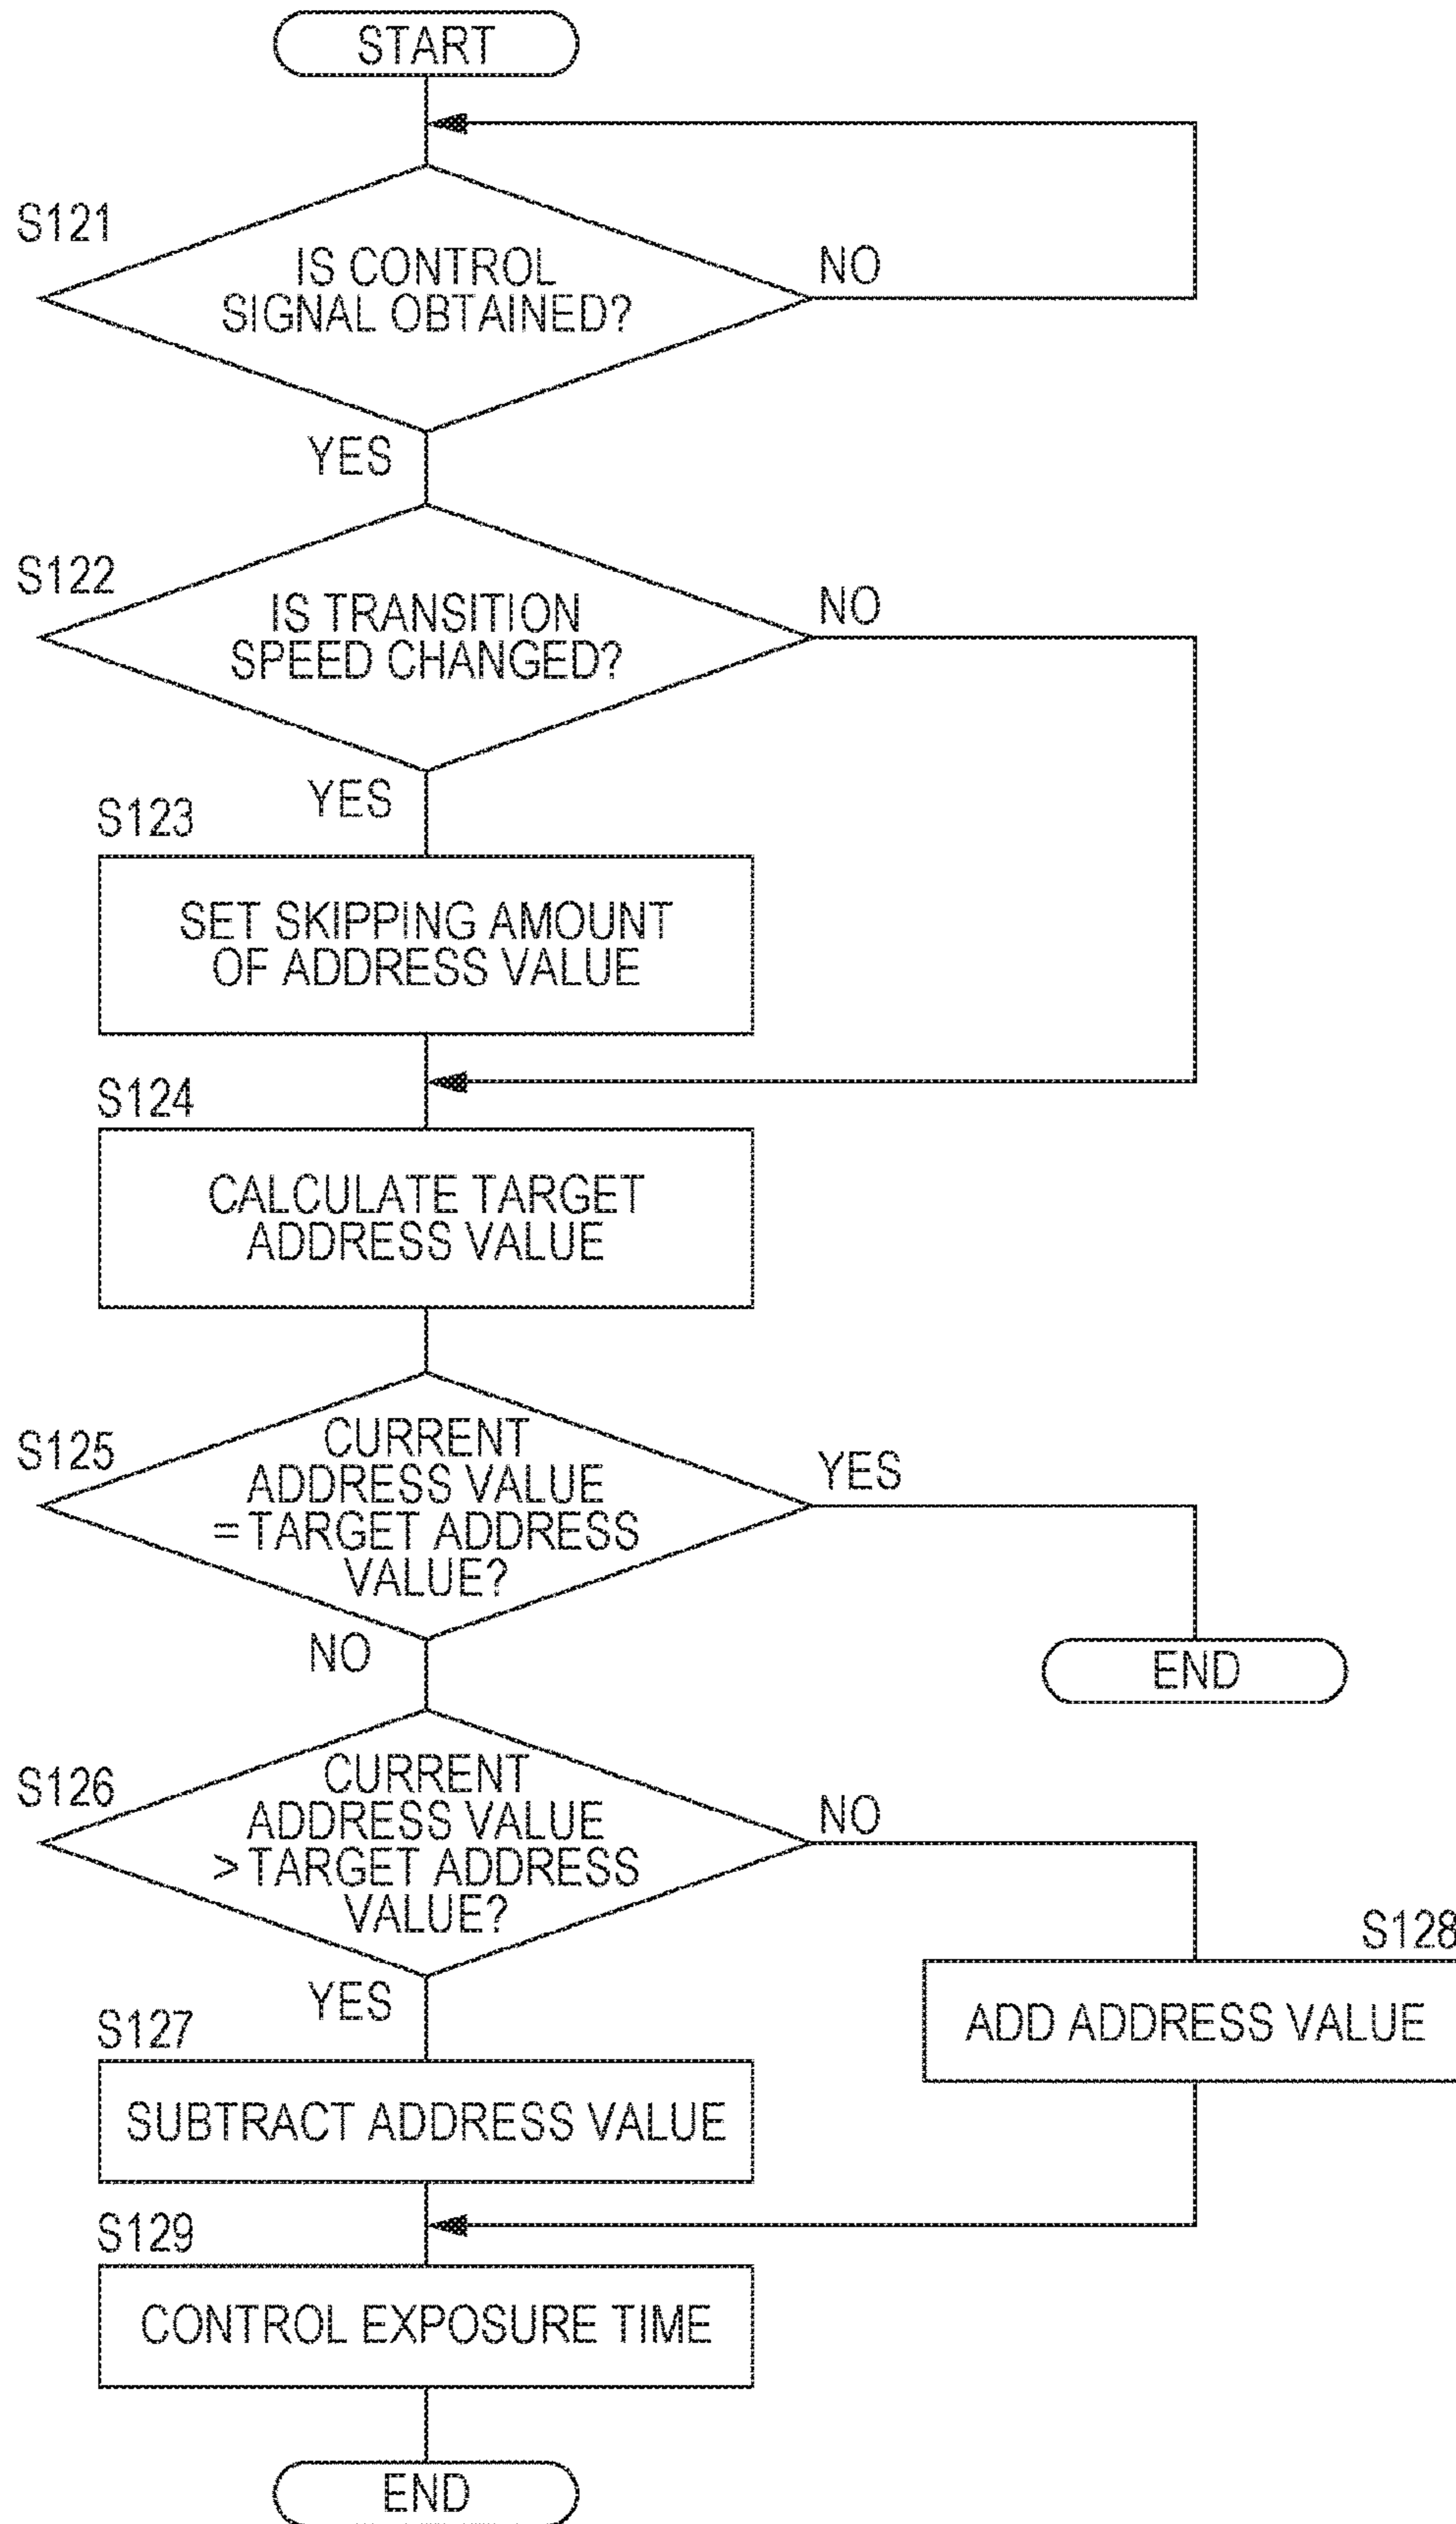 START
S121
IS CONTROL
SIGNAL OBTAINED?
NO
YES
S122
IS TRANSITION
SPEED CHANGED?
NO
YES
S123
SET SKIPPING AMOUNT
OF ADDRESS VALUE
S124
CALCULATE TARGET
ADDRESS VALUE
S125
CURRENT
ADDRESS VALUE
= TARGET ADDRESS
VALUE?
YES
NO
END
S126
CURRENT
ADDRESS VALUE
> TARGET ADDRESS
VALUE?
NO
YES
S128
ADD ADDRESS VALUE
S127
SUBTRACT ADDRESS VALUE
S129
CONTROL EXPOSURE TIME
END